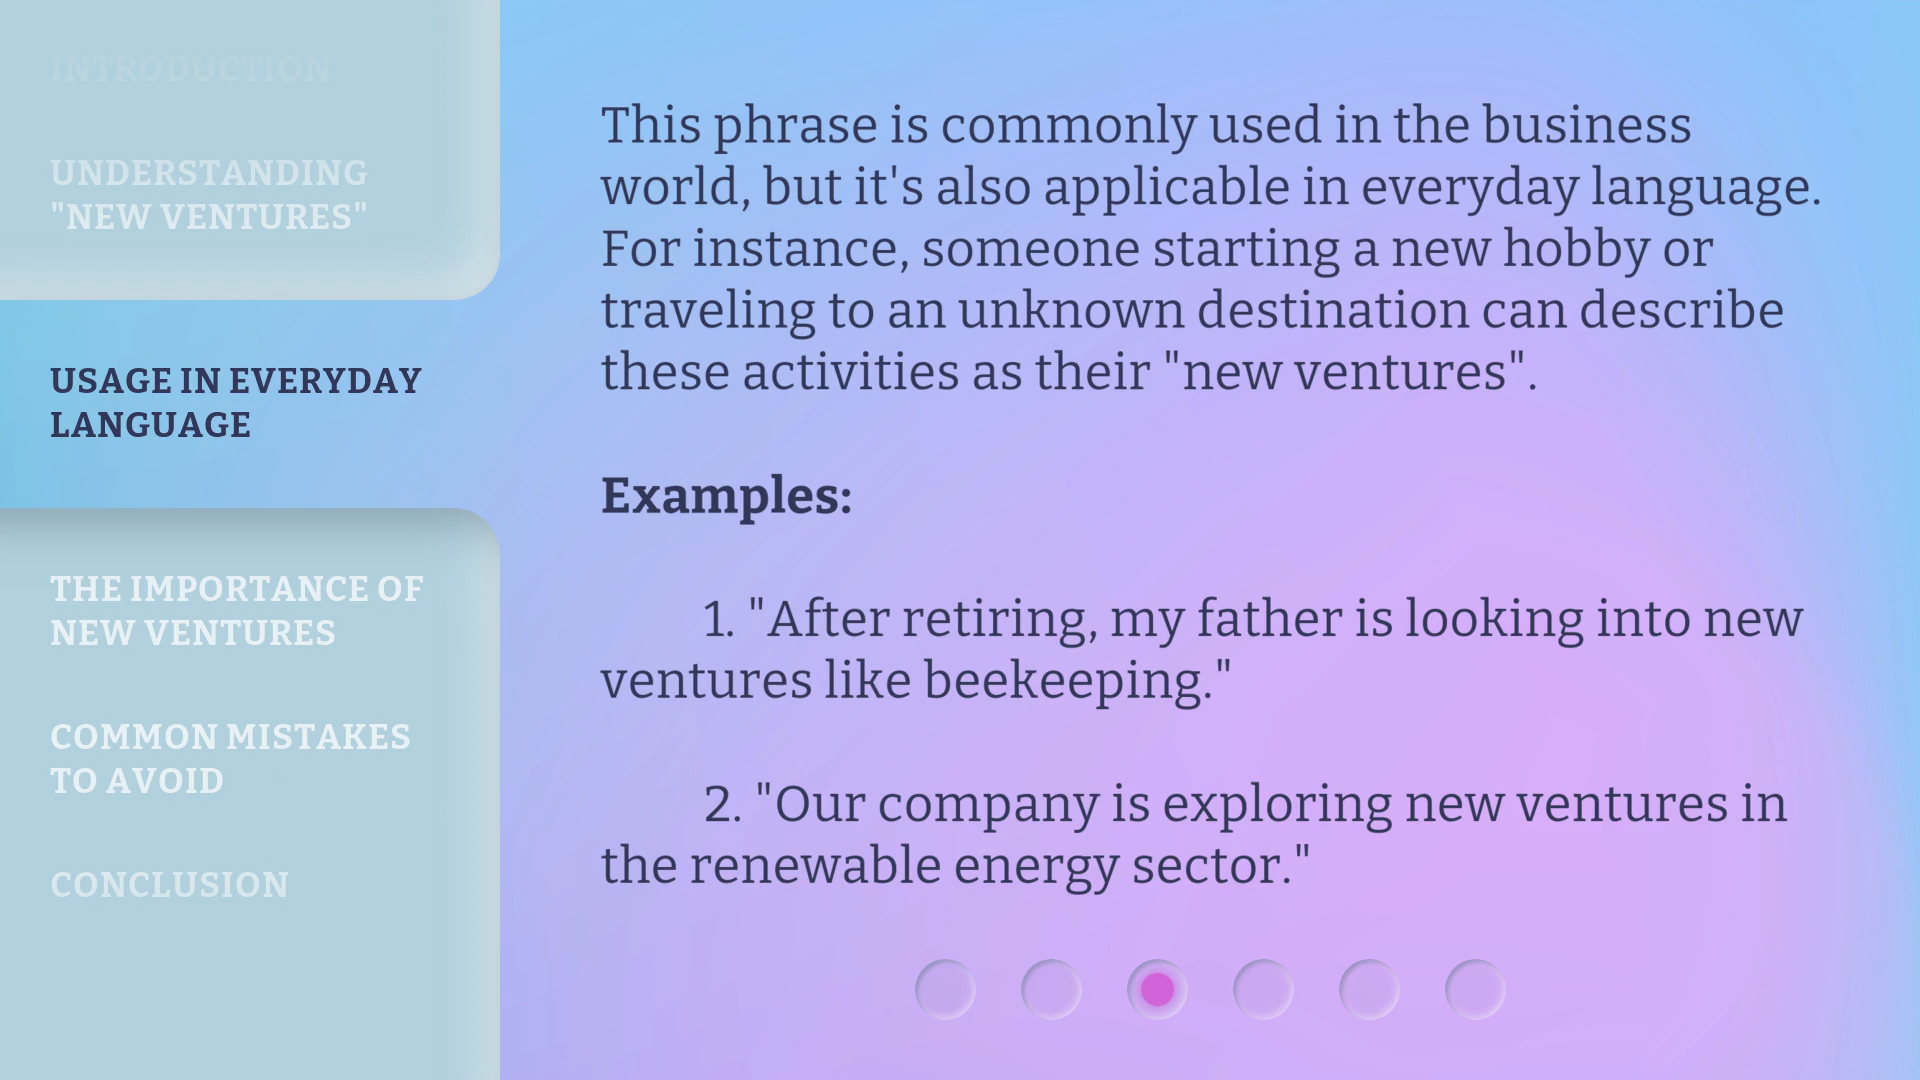 INTRODUCTION
UNDERSTANDING
"NEW VENTURES"
USAGE IN EVERYDAY
LANGUAGE
THE IMPORTANCE OF
NEW VENTURES
COMMON MISTAKES
TO AVOID
CONCLUSION
This phrase is commonly used in the business
world, but it's also applicable in everyday language.
For instance, someone starting a new hobby or
traveling to an unknown destination can describe
these activities as their "new ventures".
Examples:
1. "After retiring, my father is looking into new
ventures like beekeeping."
2. "Our company is exploring new ventures in
the renewable energy sector."